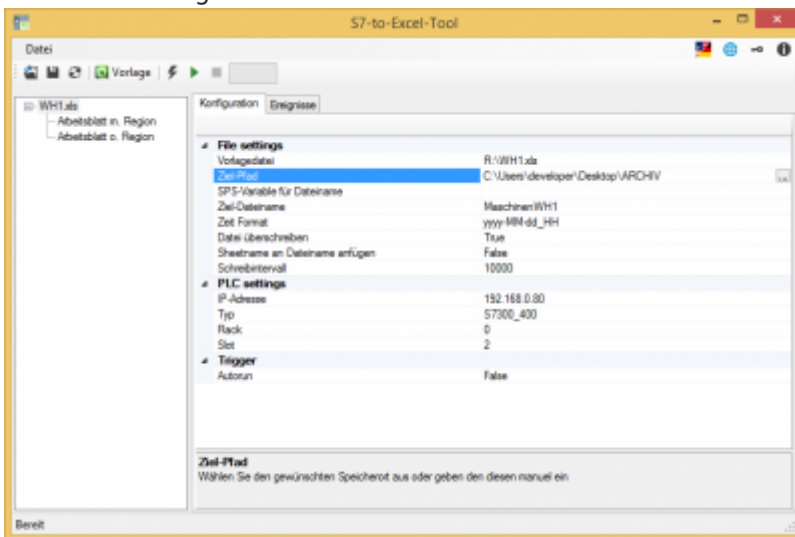 S7-to-Excel-Tool
Datei
Vorlage
WH1.xls
Arbeitsblatt m. Region
Arbeitsblatt o. Region
Konfiguration Ereignisse
File settings
Vorlagedatei R:\WH1.xls
Ziel-Pfad C:\Users\developer\Desktop\ARCHIV ...
SPS-Variable für Dateiname
Ziel-Dateiname MaschinenWH1
Zeit Format yyyy-MM-dd_HH
Datei überschreiben True
Sheetname an Dateiname anfügen False
Schreibintervall 10000
PLC settings
IP-Adresse 192.168.0.80
Typ S7300_400
Rack 0
Slot 2
Trigger
Autorun False
Ziel-Pfad
Wählen Sie den gewünschten Speicherort aus oder geben den diesen manuel ein
Bereit